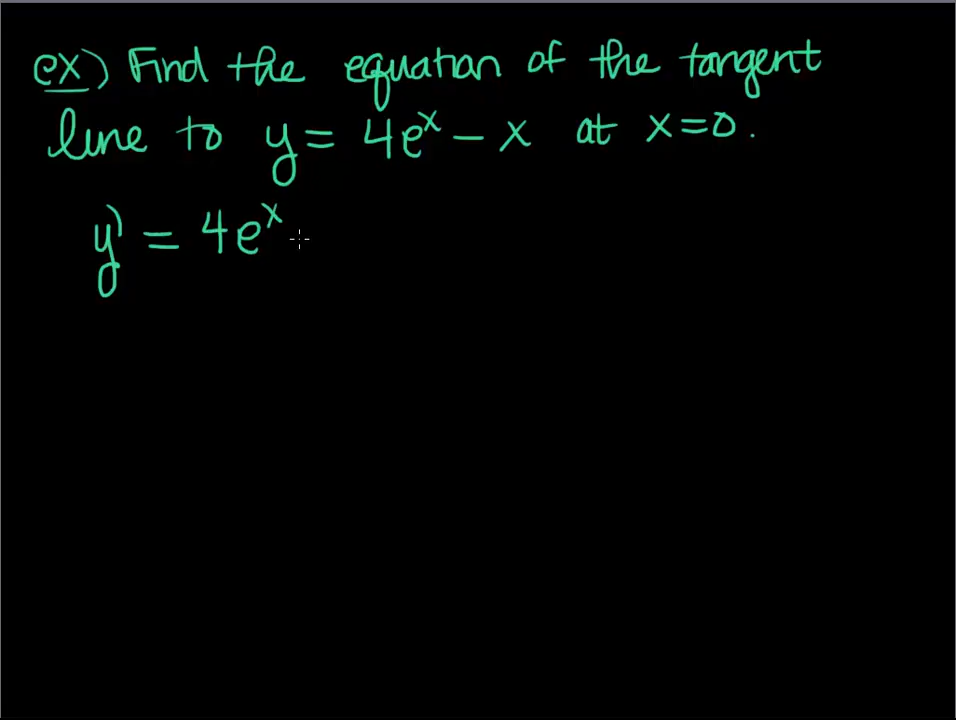 ex) Find the equation of the tangent
line to y = 4e^x - x at x=0.
y' = 4e^x